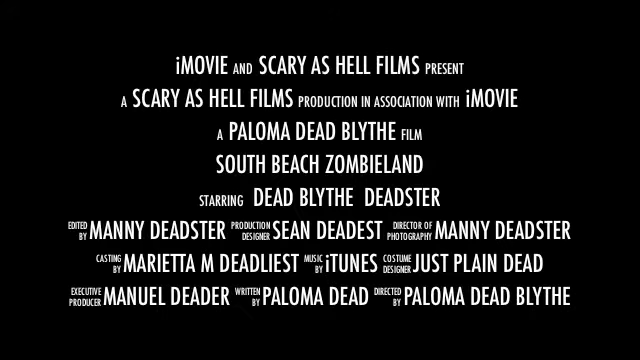 iMOVIE AND SCARY AS HELL FILMS PRESENT
A SCARY AS HELL FILMS PRODUCTION IN ASSOCIATION WITH iMOVIE
A PALOMA DEAD BLYTHE FILM
SOUTH BEACH ZOMBIELAND
STARRING DEAD BLYTHE DEADSTER
EDITED BY MANNY DEADSTER PRODUCTION DESIGNER SEAN DEADEST DIRECTOR OF PHOTOGRAPHY MANNY DEADSTER
CASTING BY MARIETTA M DEADLIEST MUSIC BY iTUNES COSTUME DESIGNER JUST PLAIN DEAD
EXECUTIVE PRODUCER MANUEL DEADER WRITTEN BY PALOMA DEAD DIRECTED BY PALOMA DEAD BLYTHE